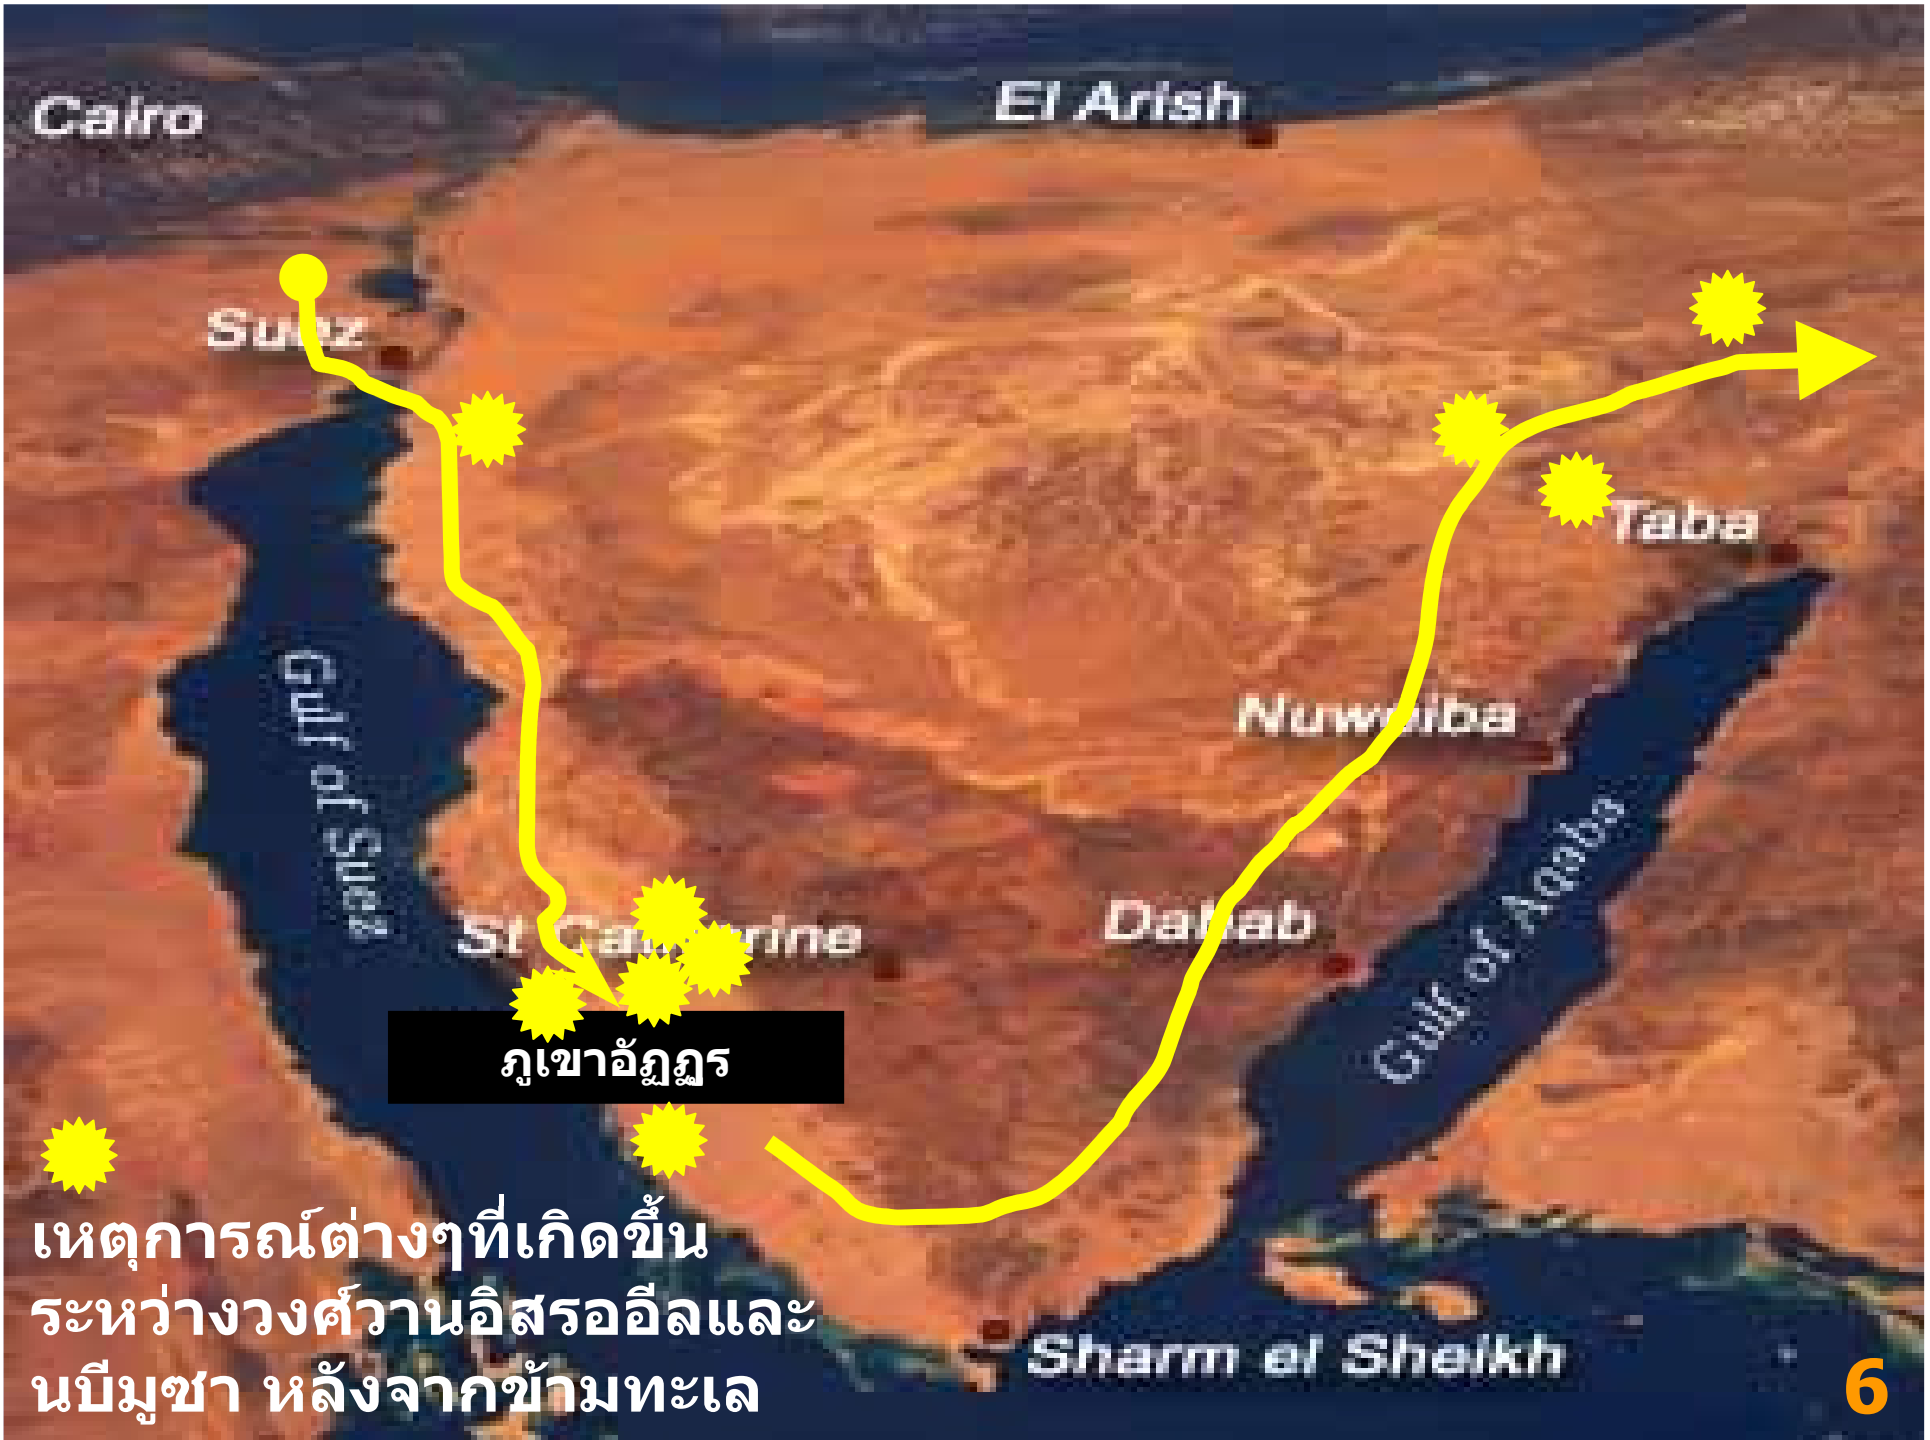 Cairo
El Arish
Suez
Taba
Gulf of Suez
Nuweiba
Gulf of Aqaba
St Catherine
Dahab
ภูเขาอัฏฏูร
เหตุการณ์ต่างๆที่เกิดขึ้น
ระหว่างวงศ์วานอิสรออีลและ
นบีมูซา หลังจากข้ามทะเล
Sharm el Sheikh
6